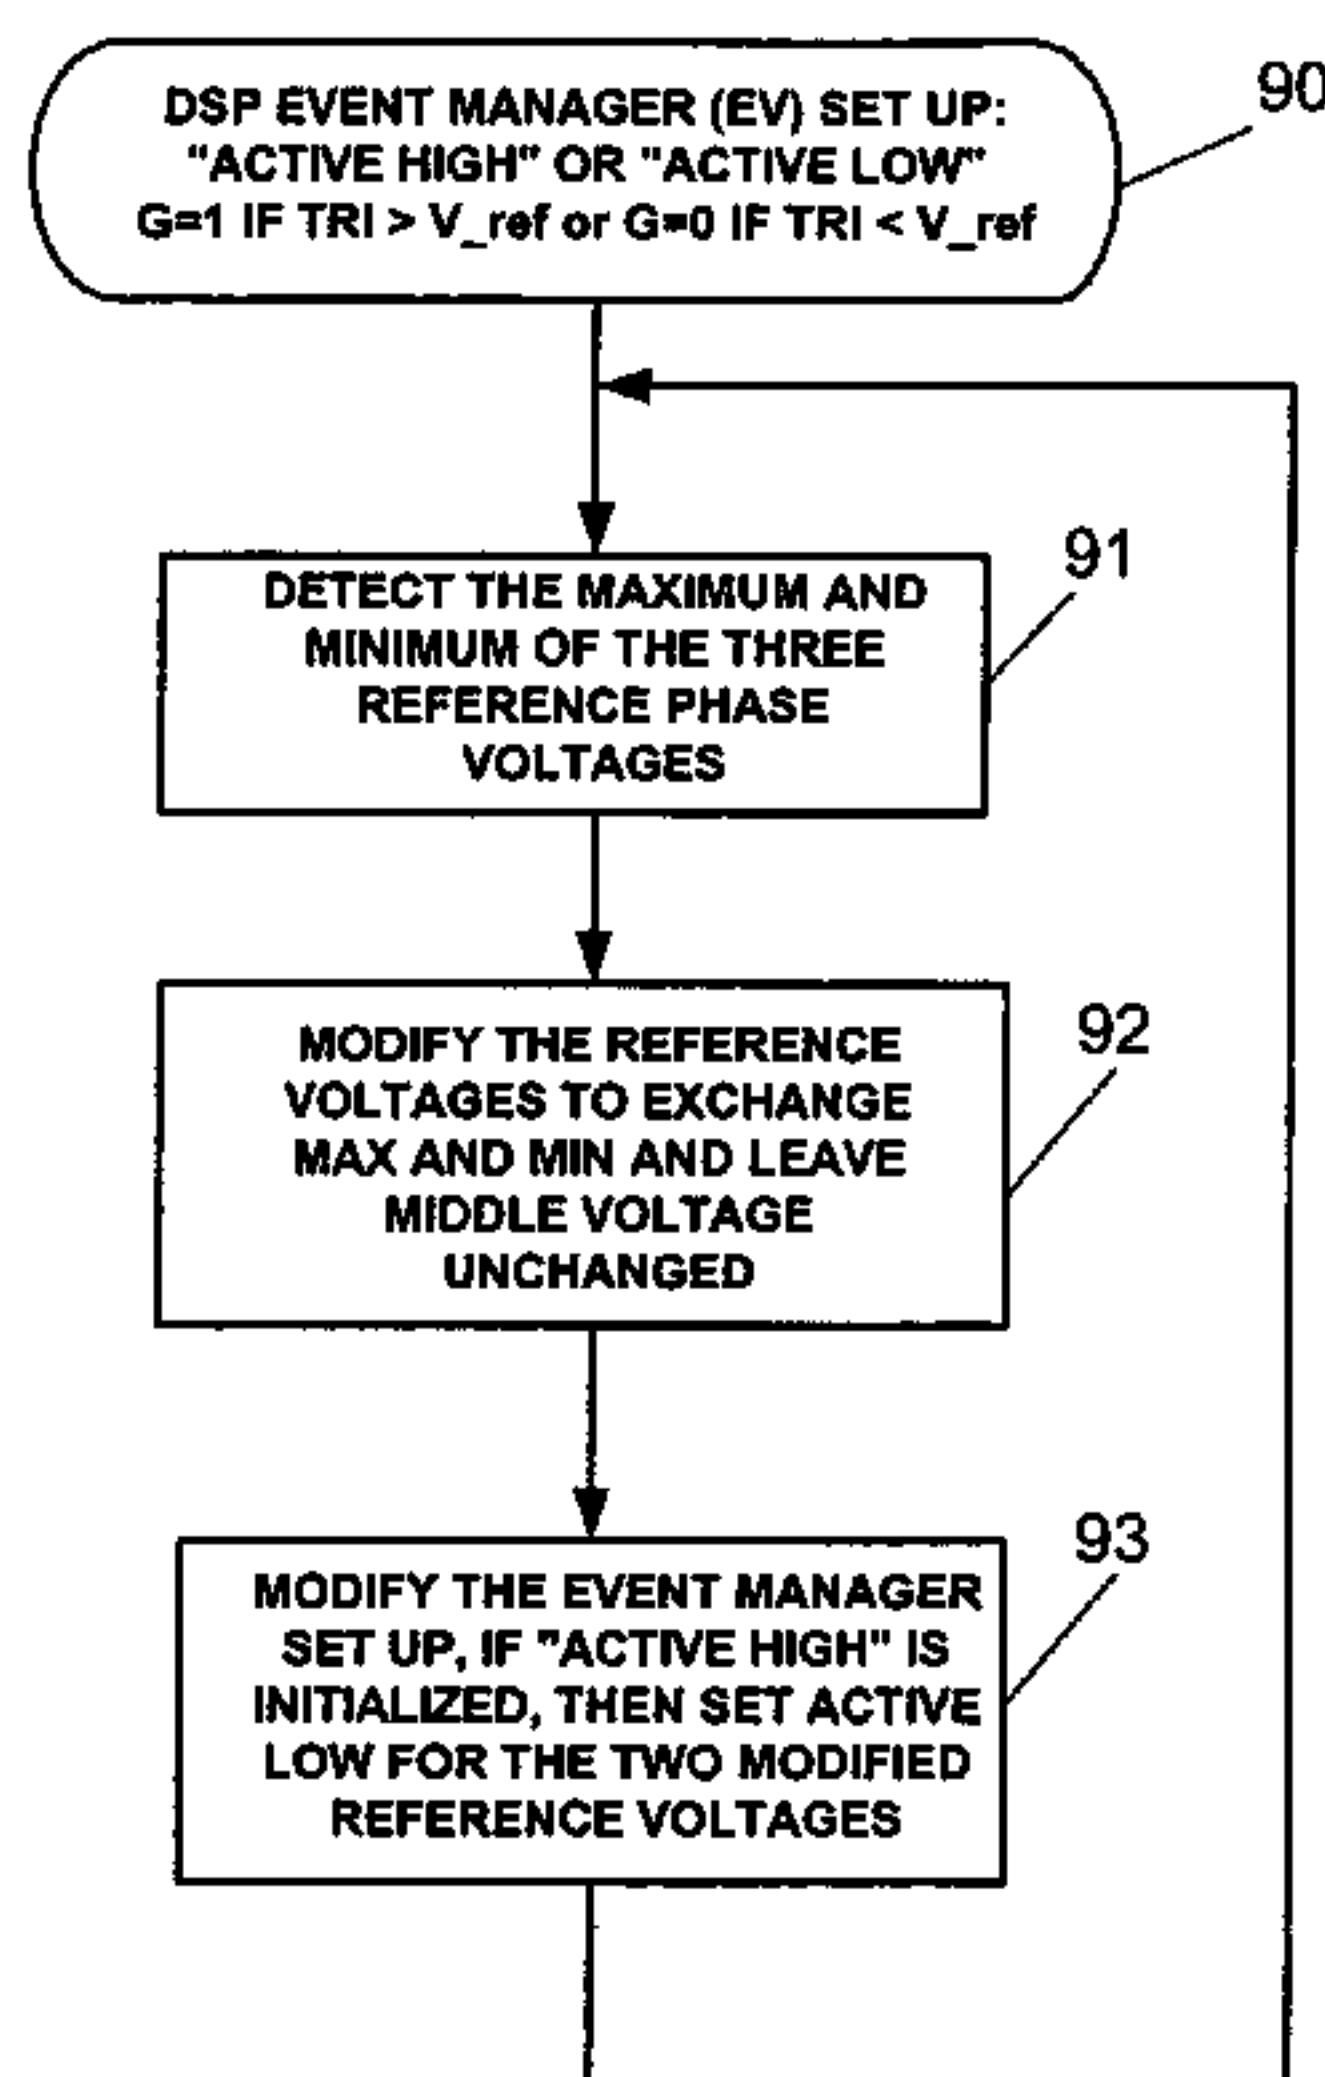 DSP EVENT MANAGER (EV) SET UP:
"ACTIVE HIGH" OR "ACTIVE LOW"
G=1 IF TRI > V_ref or G=0 IF TRI < V_ref
90
DETECT THE MAXIMUM AND
MINIMUM OF THE THREE
REFERENCE PHASE
VOLTAGES
91
MODIFY THE REFERENCE
VOLTAGES TO EXCHANGE
MAX AND MIN AND LEAVE
MIDDLE VOLTAGE
UNCHANGED
92
MODIFY THE EVENT MANAGER
SET UP, IF "ACTIVE HIGH" IS
INITIALIZED, THEN SET ACTIVE
LOW FOR THE TWO MODIFIED
REFERENCE VOLTAGES
93